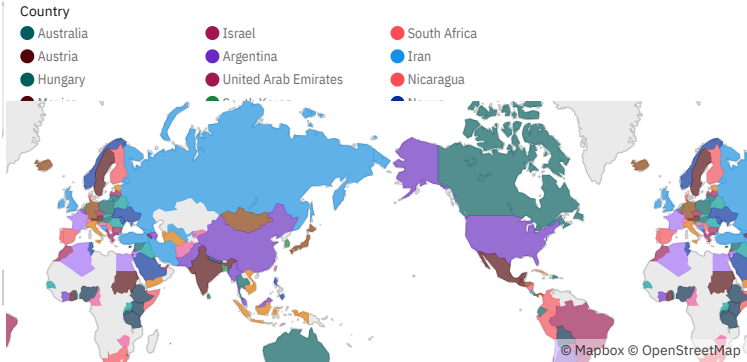 Country
Australia
Israel
South Africa
Austria
Argentina
Iran
Hungary
United Arab Emirates
Nicaragua
© Mapbox © OpenStreetMap